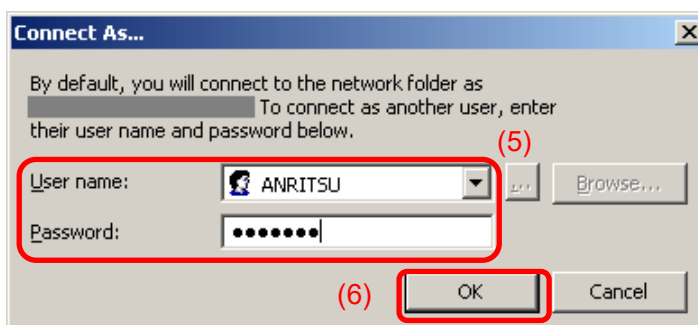 Connect As...
By default, you will connect to the network folder as
To connect as another user, enter
their user name and password below.
(5)
User name: ANRITSU ... Browse...
Password: •••••••
(6) OK Cancel